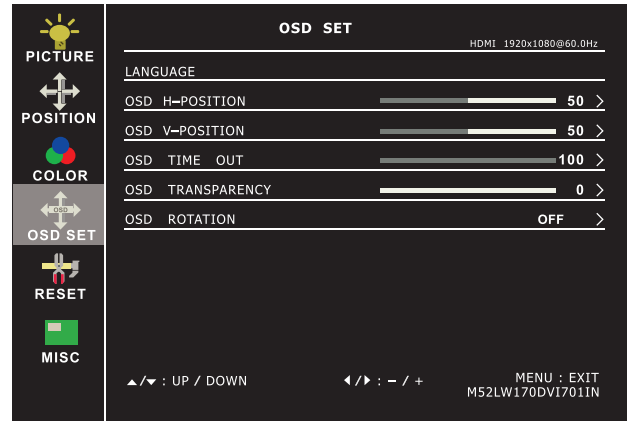 OSD SET
HDMI 1920x1080@60.0Hz
PICTURE
POSITION
COLOR
OSD
OSD SET
RESET
MISC
LANGUAGE
OSD H-POSITION 50 >
OSD V-POSITION 50 >
OSD TIME OUT 100 >
OSD TRANSPARENCY 0 >
OSD ROTATION OFF >
▲/▼ : UP / DOWN ◀/▶ : - / + MENU : EXIT
M52LW170DVI701IN